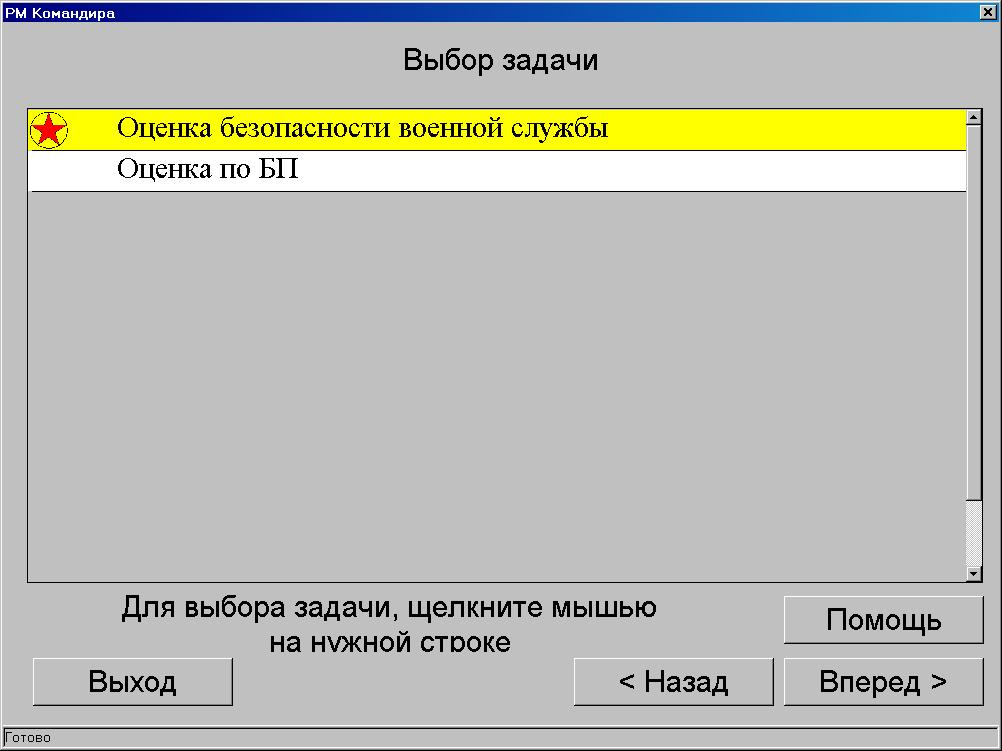 РМ Командира
Выбор задачи
Оценка безопасности военной службы
Оценка по БП
Для выбора задачи, щелкните мышью
на нужной строке
Помощь
Выход
< Назад
Вперед >
Готово